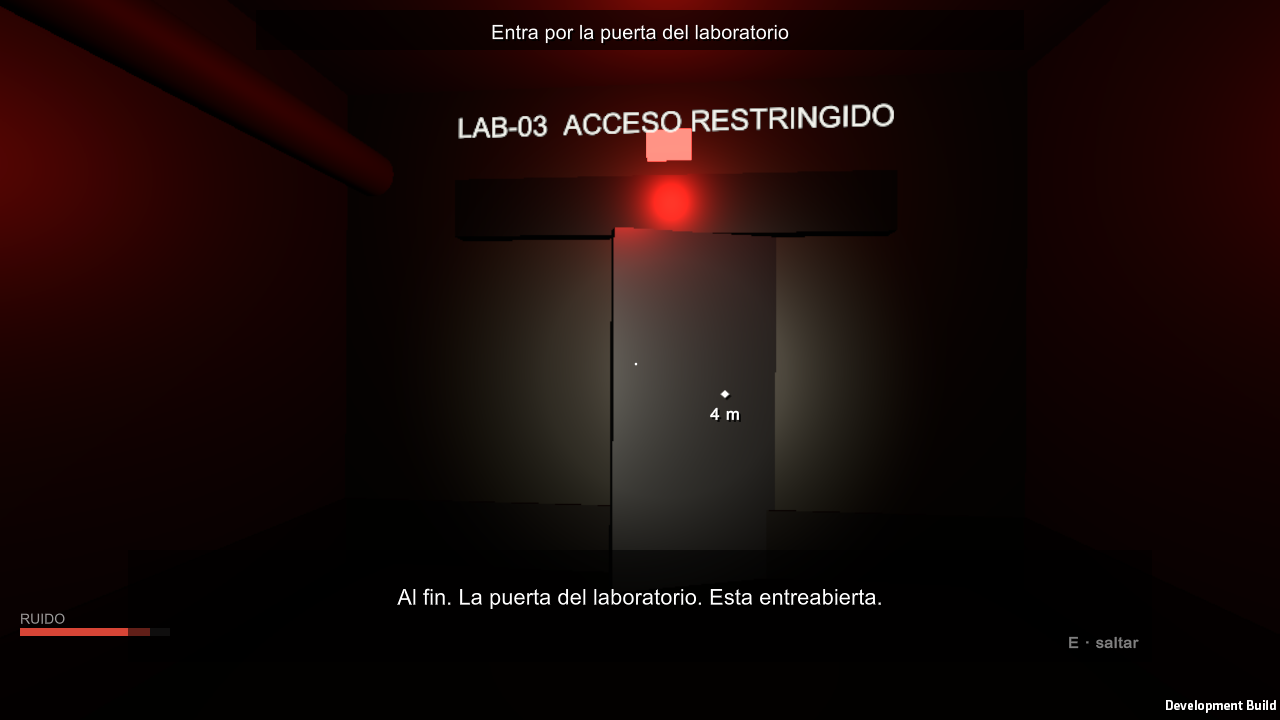 Entra por la puerta del laboratorio
LAB-03 ACCESO RESTRINGIDO
4 m
Al fin. La puerta del laboratorio. Esta entreabierta.
RUIDO
E · saltar
Development Build